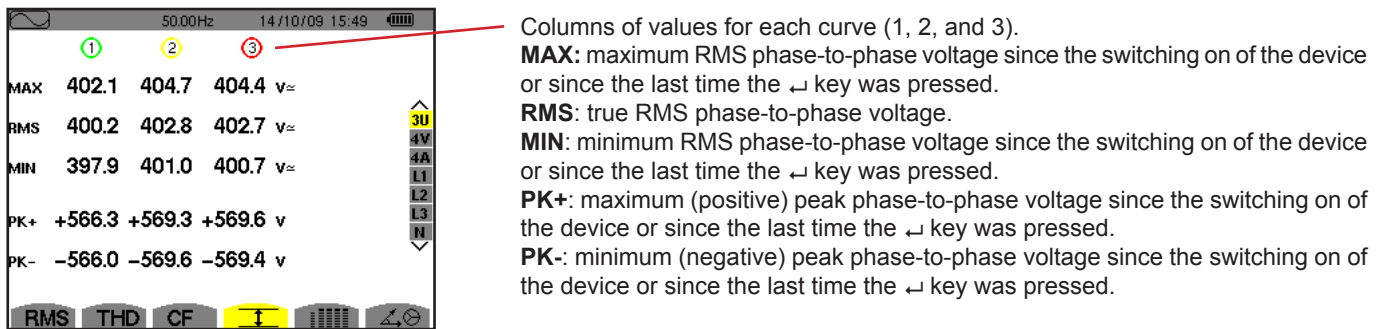 50.00Hz 14/10/09 15:49
1 2 3
MAX 402.1 404.7 404.4 V≃
RMS 400.2 402.8 402.7 V≃
MIN 397.9 401.0 400.7 V≃
PK+ +566.3 +569.3 +569.6 V
PK- -566.0 -569.6 -569.4 V
3U
4V
4A
L1
L2
L3
N
RMS THD CF
Columns of values for each curve (1, 2, and 3).
MAX: maximum RMS phase-to-phase voltage since the switching on of the device
or since the last time the ↵ key was pressed.
RMS: true RMS phase-to-phase voltage.
MIN: minimum RMS phase-to-phase voltage since the switching on of the device
or since the last time the ↵ key was pressed.
PK+: maximum (positive) peak phase-to-phase voltage since the switching on of
the device or since the last time the ↵ key was pressed.
PK-: minimum (negative) peak phase-to-phase voltage since the switching on of
the device or since the last time the ↵ key was pressed.